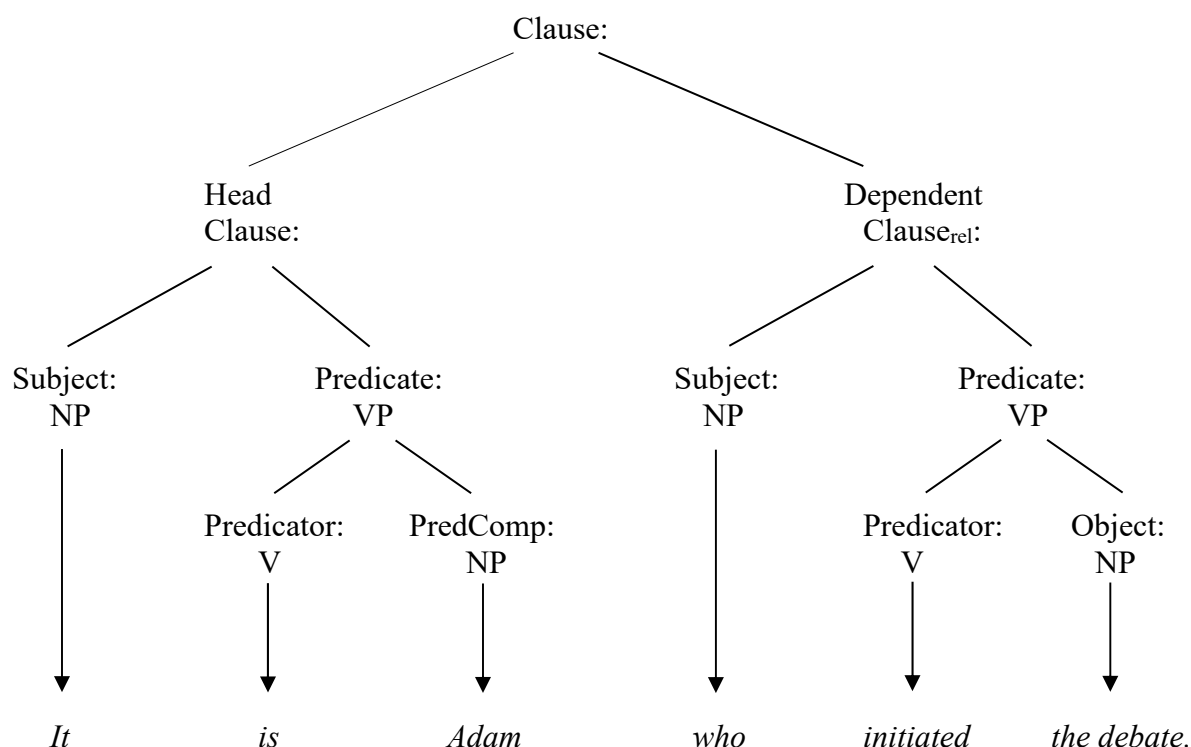 Clause:
Head Dependent
Clause: Clauserel:
Subject: Predicate: Subject: Predicate:
NP VP NP VP
Predicator: PredComp: Predicator: Object:
V NP V NP
It is Adam who initiated the debate.